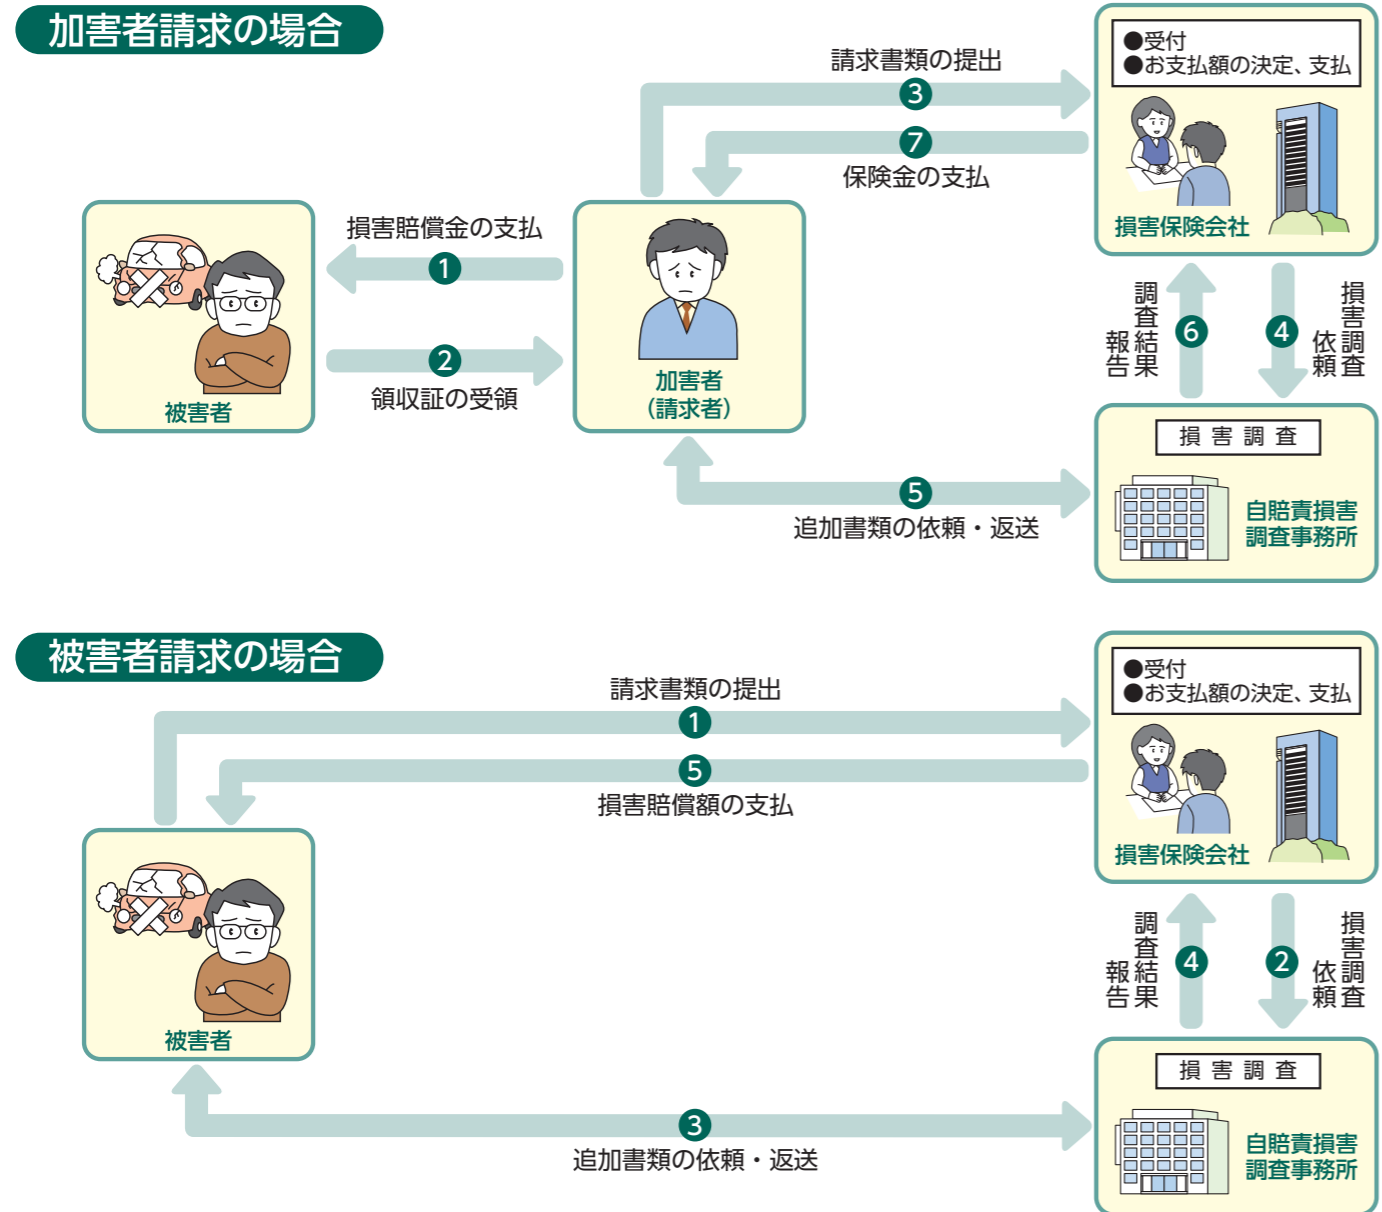 加害者請求の場合
●受付
●お支払額の決定、支払
請求書類の提出
3
7
保険金の支払
損害保険会社
損害賠償金の支払
1
2
領収証の受領
被害者
加害者
(請求者)
調査結果
報告
6
4
損害調査
依頼
5
追加書類の依頼・返送
損害調査
自賠責損害
調査事務所
被害者請求の場合
●受付
●お支払額の決定、支払
請求書類の提出
1
5
損害賠償額の支払
損害保険会社
被害者
調査結果
報告
4
2
損害調査
依頼
3
追加書類の依頼・返送
損害調査
自賠責損害
調査事務所